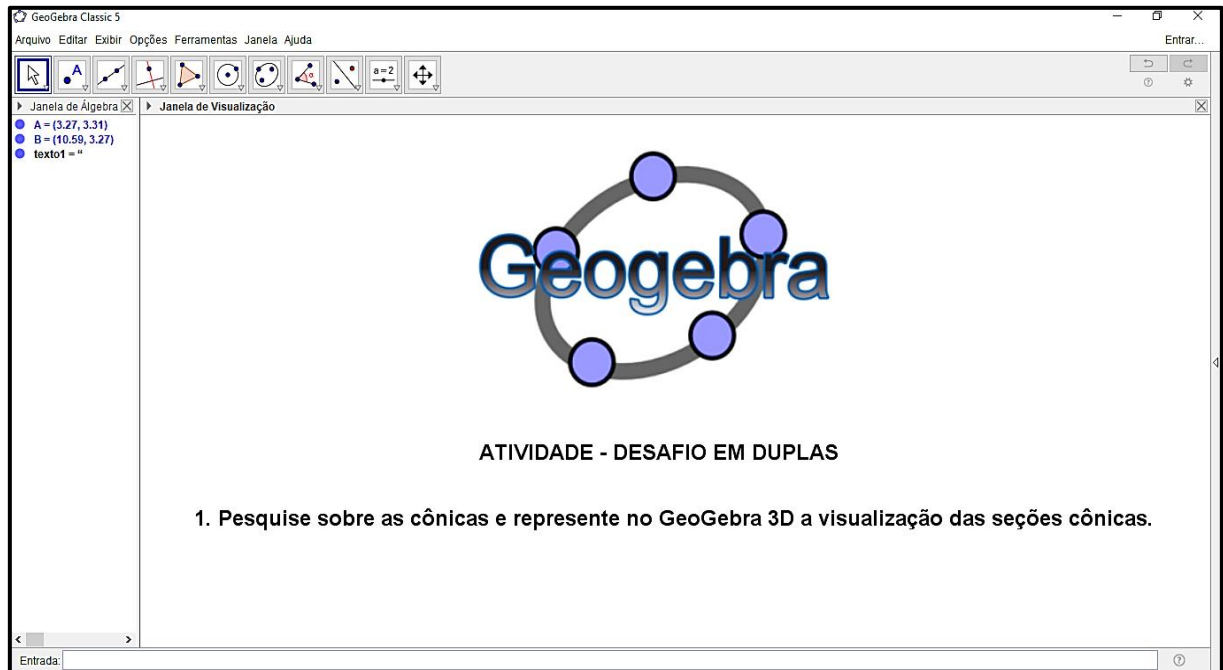 GeoGebra Classic 5
Arquivo Editar Exibir Opções Ferramentas Janela Ajuda
Entrar...
A
α
a=2
Janela de Álgebra
Janela de Visualização
A = (3.27, 3.31)
B = (10.59, 3.27)
texto1 = “
Geogebra
ATIVIDADE - DESAFIO EM DUPLAS
1. Pesquise sobre as cônicas e represente no GeoGebra 3D a visualização das seções cônicas.
Entrada: